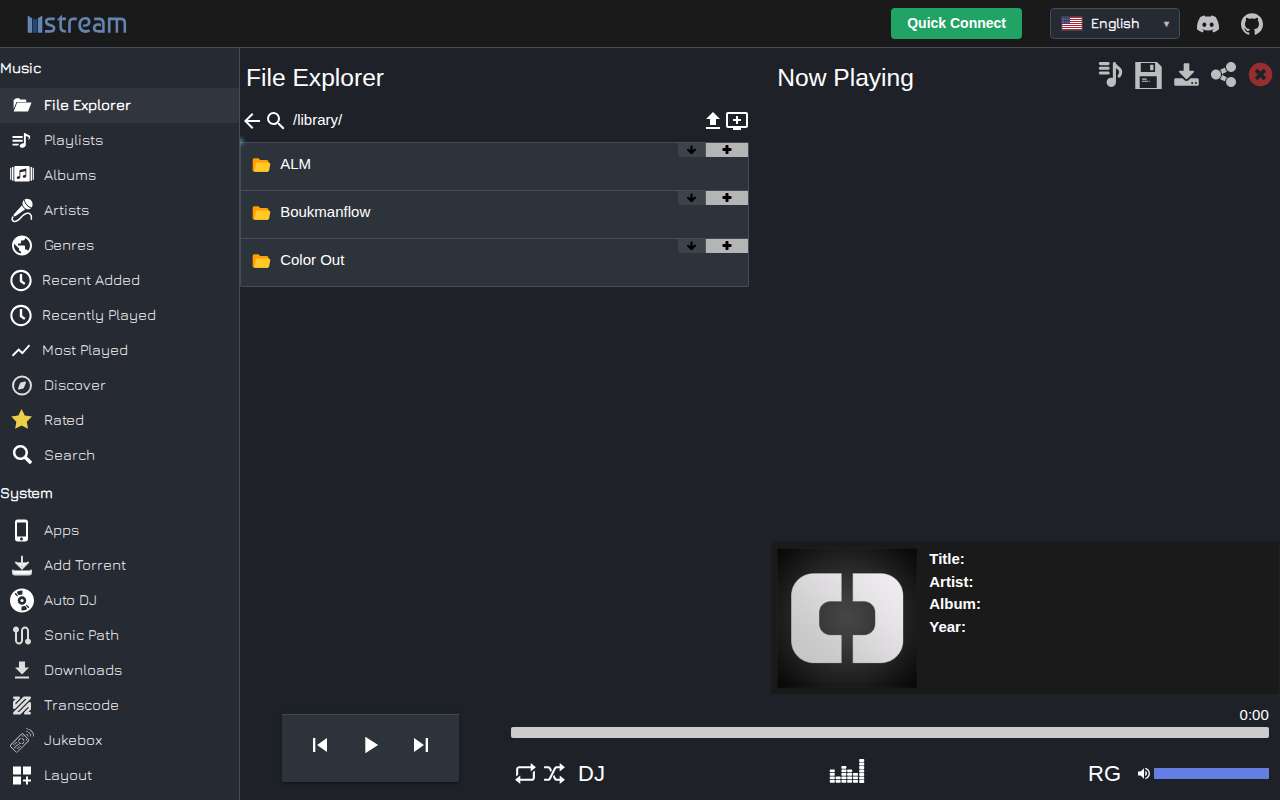 mstream
Quick Connect
English
Music
File Explorer
Playlists
Albums
Artists
Genres
Recent Added
Recently Played
Most Played
Discover
Rated
Search
System
Apps
Add Torrent
Auto DJ
Sonic Path
Downloads
Transcode
Jukebox
Layout
File Explorer
/library/
ALM
Boukmanflow
Color Out
Now Playing
Title:
Artist:
Album:
Year:
0:00
DJ
RG